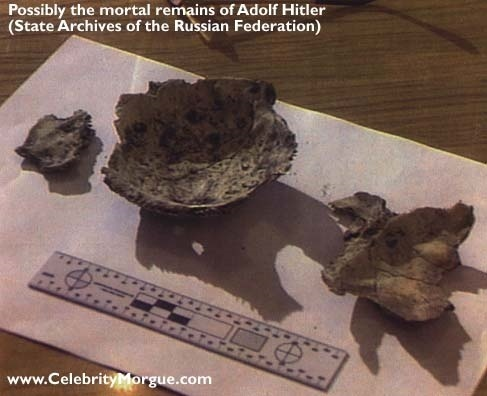 Possibly the mortal remains of Adolf Hitler
(State Archives of the Russian Federation)
www.CelebrityMorgue.com